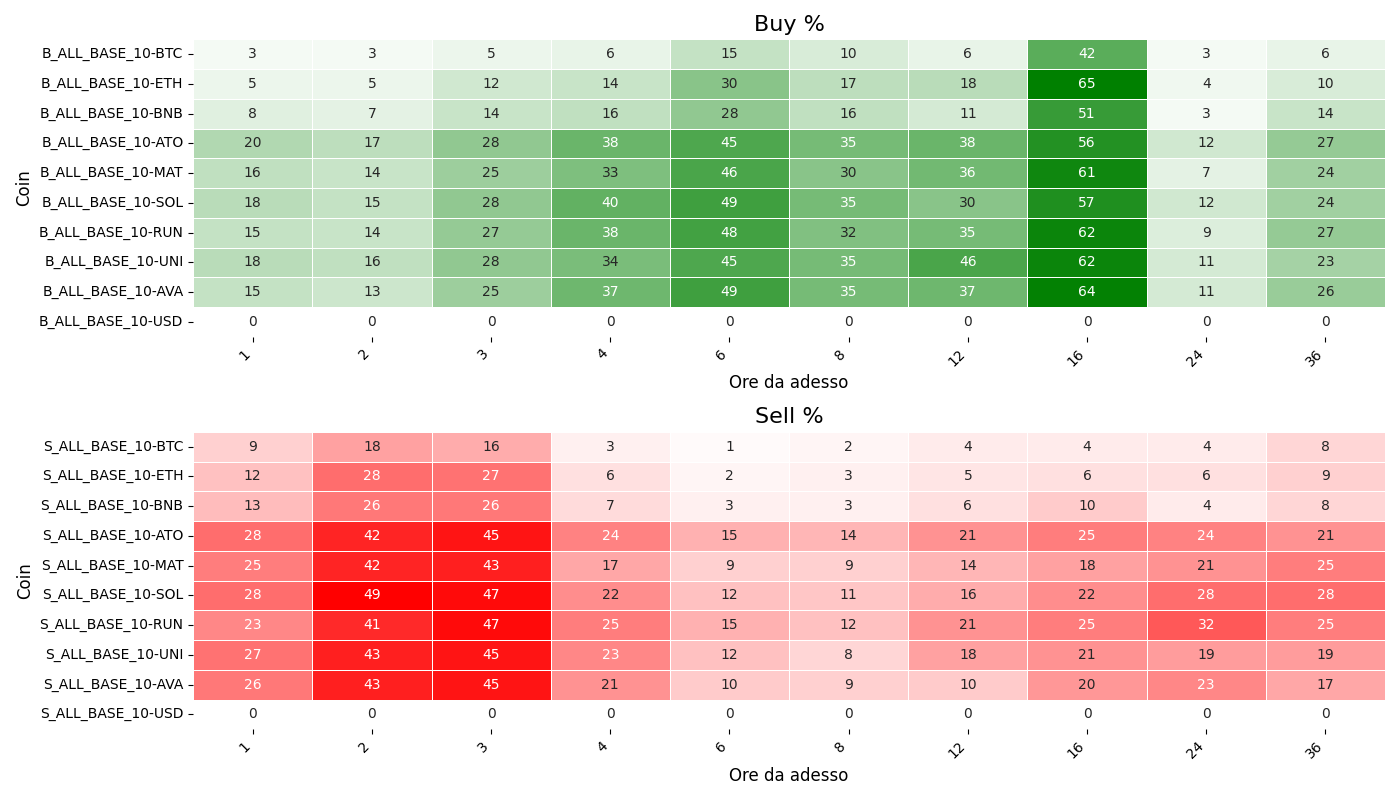 Buy %
Coin
B_ALL_BASE_10-BTC 3 3 5 6 15 10 6 42 3 6
B_ALL_BASE_10-ETH 5 5 12 14 30 17 18 65 4 10
B_ALL_BASE_10-BNB 8 7 14 16 28 16 11 51 3 14
B_ALL_BASE_10-ATO 20 17 28 38 45 35 38 56 12 27
B_ALL_BASE_10-MAT 16 14 25 33 46 30 36 61 7 24
B_ALL_BASE_10-SOL 18 15 28 40 49 35 30 57 12 24
B_ALL_BASE_10-RUN 15 14 27 38 48 32 35 62 9 27
B_ALL_BASE_10-UNI 18 16 28 34 45 35 46 62 11 23
B_ALL_BASE_10-AVA 15 13 25 37 49 35 37 64 11 26
B_ALL_BASE_10-USD 0 0 0 0 0 0 0 0 0 0
1 2 3 4 6 8 12 16 24 36
Ore da adesso
Sell %
Coin
S_ALL_BASE_10-BTC 9 18 16 3 1 2 4 4 4 8
S_ALL_BASE_10-ETH 12 28 27 6 2 3 5 6 6 9
S_ALL_BASE_10-BNB 13 26 26 7 3 3 6 10 4 8
S_ALL_BASE_10-ATO 28 42 45 24 15 14 21 25 24 21
S_ALL_BASE_10-MAT 25 42 43 17 9 9 14 18 21 25
S_ALL_BASE_10-SOL 28 49 47 22 12 11 16 22 28 28
S_ALL_BASE_10-RUN 23 41 47 25 15 12 21 25 32 25
S_ALL_BASE_10-UNI 27 43 45 23 12 8 18 21 19 19
S_ALL_BASE_10-AVA 26 43 45 21 10 9 10 20 23 17
S_ALL_BASE_10-USD 0 0 0 0 0 0 0 0 0 0
1 2 3 4 6 8 12 16 24 36
Ore da adesso